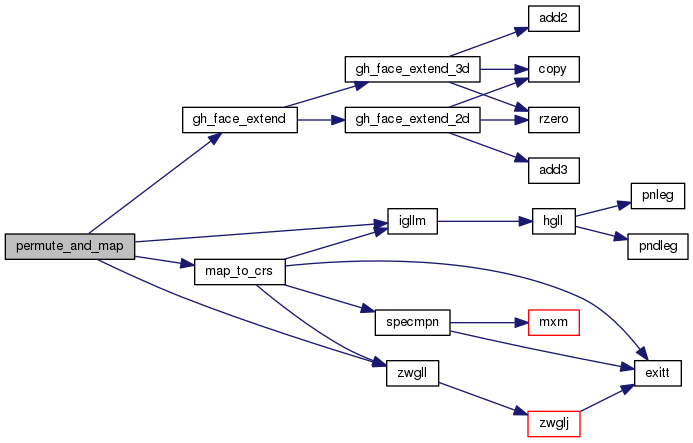 add2
gh_face_extend_3d
copy
gh_face_extend
gh_face_extend_2d
rzero
add3
pnleg
igllm
hgll
permute_and_map
pndleg
map_to_crs
specmpn
mxm
zwgll
exitt
zwglj